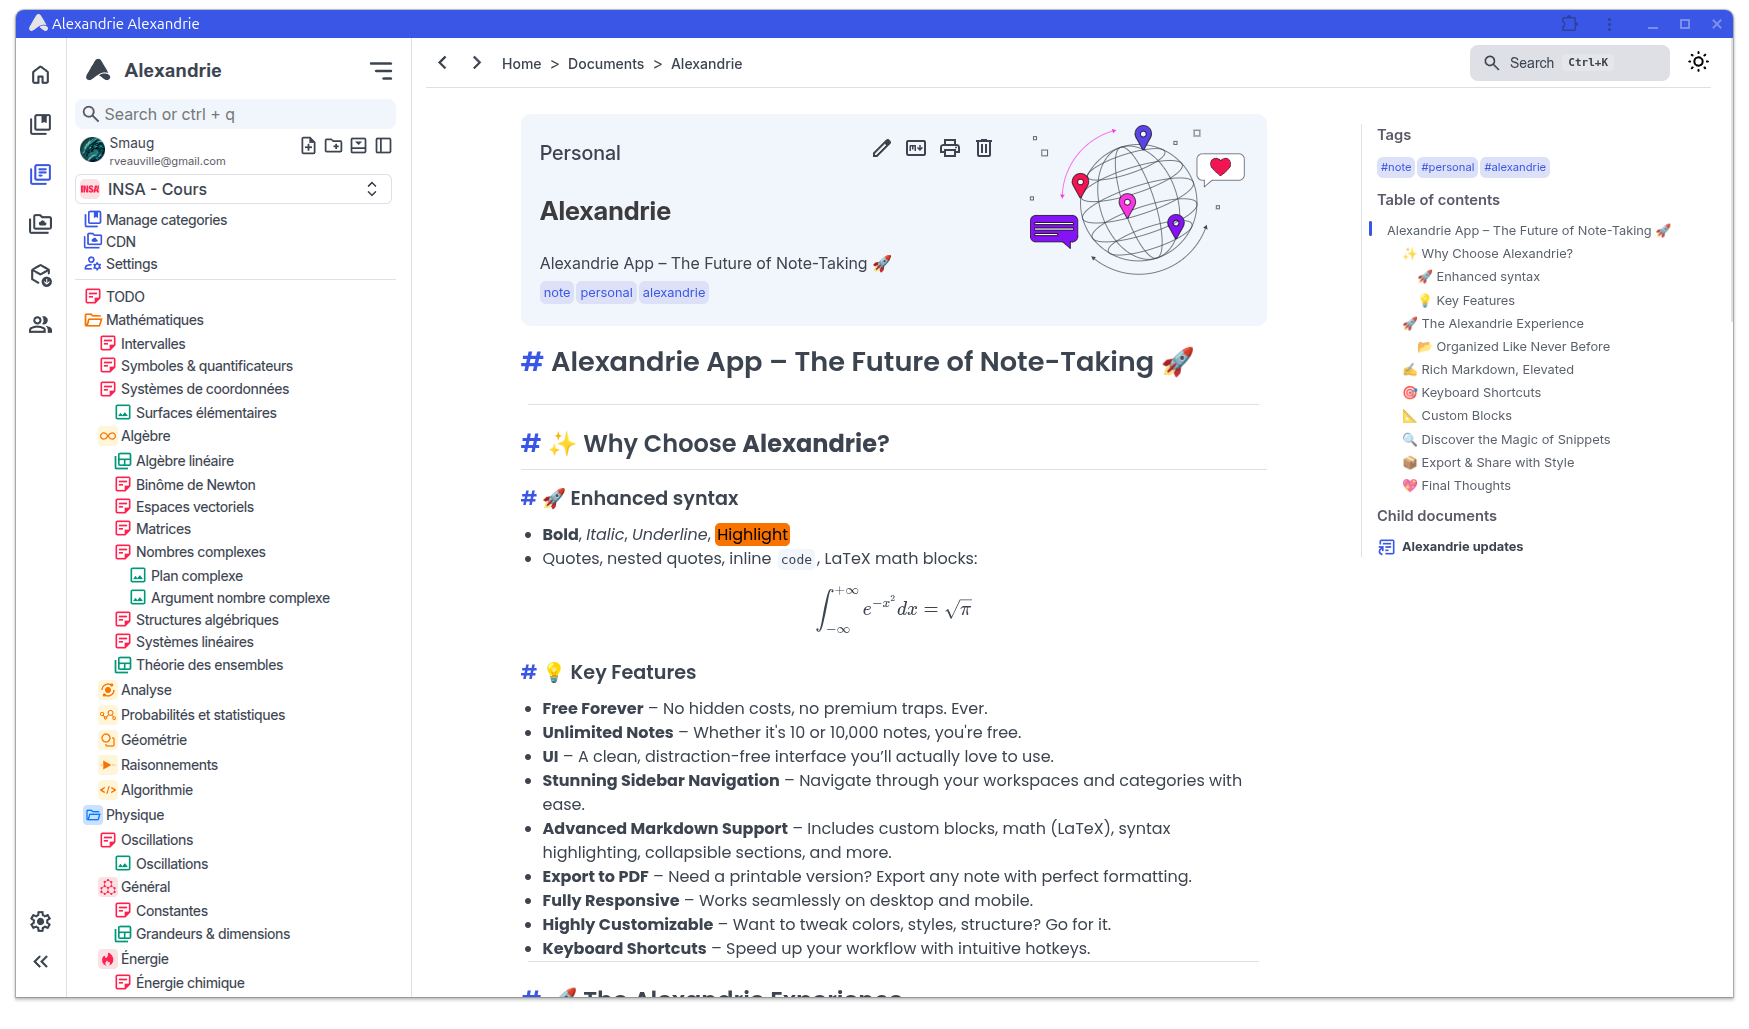 Alexandrie Alexandrie
Alexandrie
Search or ctrl + q
Smaug
rveauville@gmail.com
INSA
INSA - Cours
Manage categories
CDN
Settings
TODO
Mathématiques
Intervalles
Symboles & quantificateurs
Systèmes de coordonnées
Surfaces élémentaires
Algèbre
Algèbre linéaire
Binôme de Newton
Espaces vectoriels
Matrices
Nombres complexes
Plan complexe
Argument nombre complexe
Structures algébriques
Systèmes linéaires
Théorie des ensembles
Analyse
Probabilités et statistiques
Géométrie
Raisonnements
Algorithmie
Physique
Oscillations
Oscillations
Général
Constantes
Grandeurs & dimensions
Énergie
Énergie chimique
Home > Documents > Alexandrie
Search Ctrl+K
Personal
Alexandrie
Alexandrie App – The Future of Note-Taking 🚀
note personal alexandrie
# Alexandrie App – The Future of Note-Taking 🚀
# ✨ Why Choose Alexandrie?
# 🚀 Enhanced syntax
• Bold, Italic, Underline, Highlight
• Quotes, nested quotes, inline code, LaTeX math blocks:
∫_{-∞}^{+∞} e^{-x^2} dx = √π
# 💡 Key Features
• Free Forever – No hidden costs, no premium traps. Ever.
• Unlimited Notes – Whether it's 10 or 10,000 notes, you're free.
• UI – A clean, distraction-free interface you’ll actually love to use.
• Stunning Sidebar Navigation – Navigate through your workspaces and categories with
ease.
• Advanced Markdown Support – Includes custom blocks, math (LaTeX), syntax
highlighting, collapsible sections, and more.
• Export to PDF – Need a printable version? Export any note with perfect formatting.
• Fully Responsive – Works seamlessly on desktop and mobile.
• Highly Customizable – Want to tweak colors, styles, structure? Go for it.
• Keyboard Shortcuts – Speed up your workflow with intuitive hotkeys.
# 🚀 The Alexandrie Experience
Tags
#note #personal #alexandrie
Table of contents
Alexandrie App – The Future of Note-Taking 🚀
✨ Why Choose Alexandrie?
🚀 Enhanced syntax
💡 Key Features
🚀 The Alexandrie Experience
📂 Organized Like Never Before
✍️ Rich Markdown, Elevated
🎯 Keyboard Shortcuts
📐 Custom Blocks
🔍 Discover the Magic of Snippets
📦 Export & Share with Style
💖 Final Thoughts
Child documents
Alexandrie updates